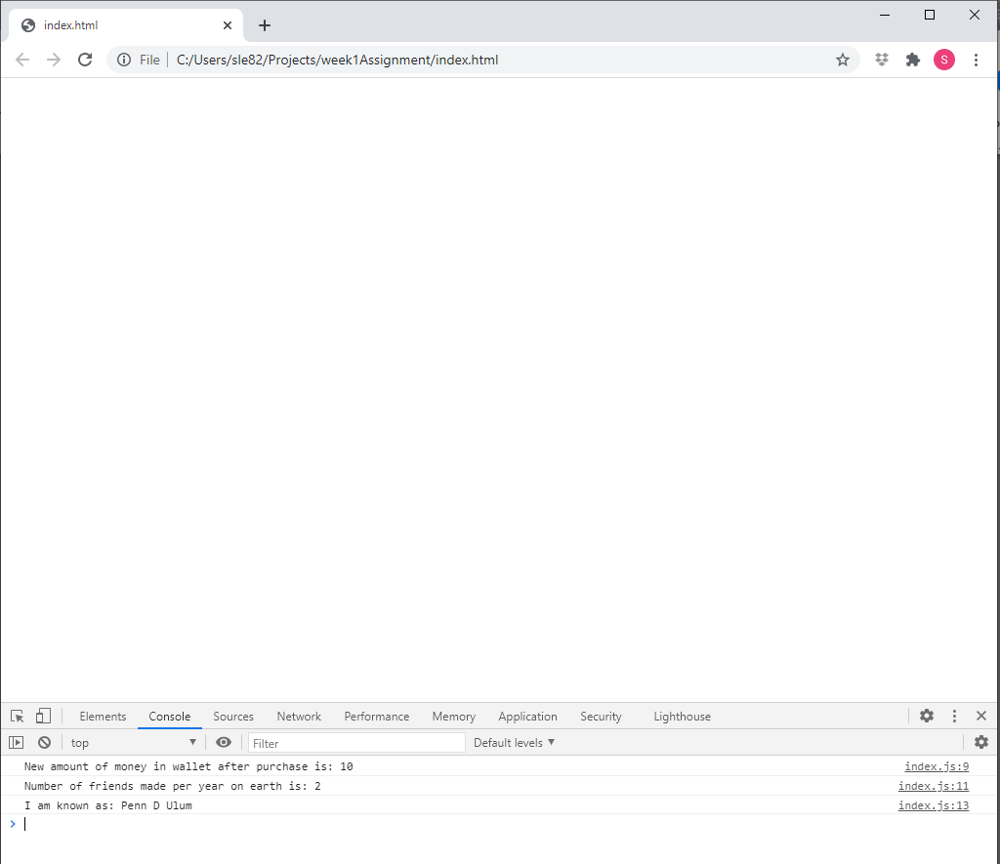 index.html
File C:/Users/sle82/Projects/week1Assignment/index.html S
Elements Console Sources Network Performance Memory Application Security Lighthouse
top Filter Default levels
New amount of money in wallet after purchase is: 10 index.js:9
Number of friends made per year on earth is: 2 index.js:11
I am known as: Penn D Ulum index.js:13